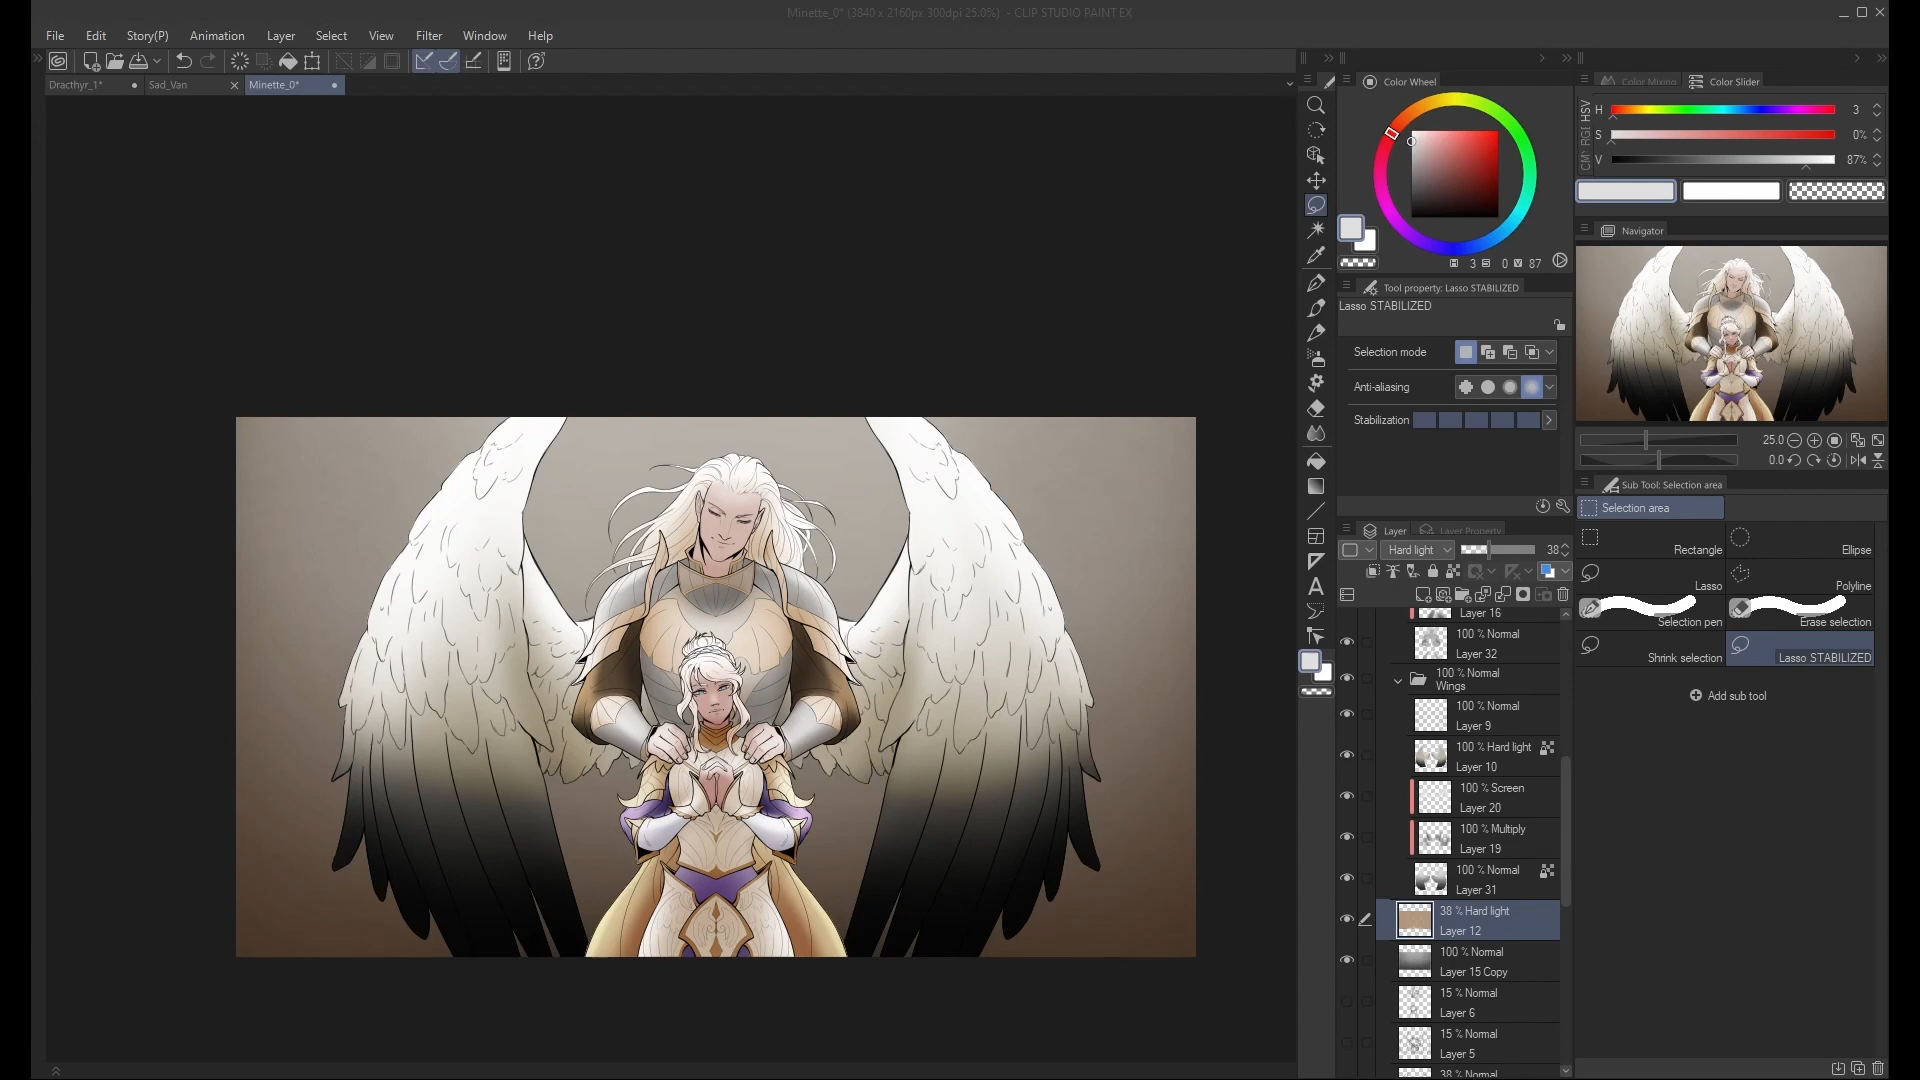 Minette_0* (3840 x 2160px 300dpi 25.0%) - CLIP STUDIO PAINT EX
File Edit Story(P) Animation Layer Select View Filter Window Help
Dracthyr_1* Sad_Van Minette_0*
Color Wheel
H 3 S 0 V 87
Tool property: Lasso STABILIZED
Lasso STABILIZED
Selection mode
Anti-aliasing
Stabilization
Layer Layer Property
Hard light 38
Layer 16
100 % Normal
Layer 32
100 % Normal
Wings
100 % Normal
Layer 9
100 % Hard light
Layer 10
100 % Screen
Layer 20
100 % Multiply
Layer 19
100 % Normal
Layer 31
38 % Hard light
Layer 12
100 % Normal
Layer 15 Copy
15 % Normal
Layer 6
15 % Normal
Layer 5
38 % Normal
Color Mixing Color Slider
HSV
H 3
S 0%
V 87%
Navigator
25.0
0.0
Sub Tool: Selection area
Selection area
Rectangle Ellipse
Lasso Polyline
Selection pen Erase selection
Shrink selection Lasso STABILIZED
Add sub tool